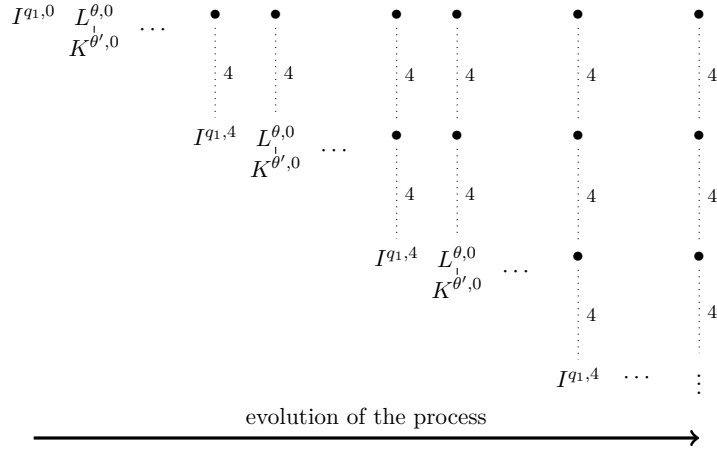 I^{q_1,0} L^{θ,0} ⋯
K^{θ′,0}
4 4 4 4 4 4
I^{q_1,4} L^{θ,0} ⋯
K^{θ′,0}
4 4 4 4
I^{q_1,4} L^{θ,0} ⋯
K^{θ′,0}
4 4
I^{q_1,4} ⋯ ⋮
evolution of the process